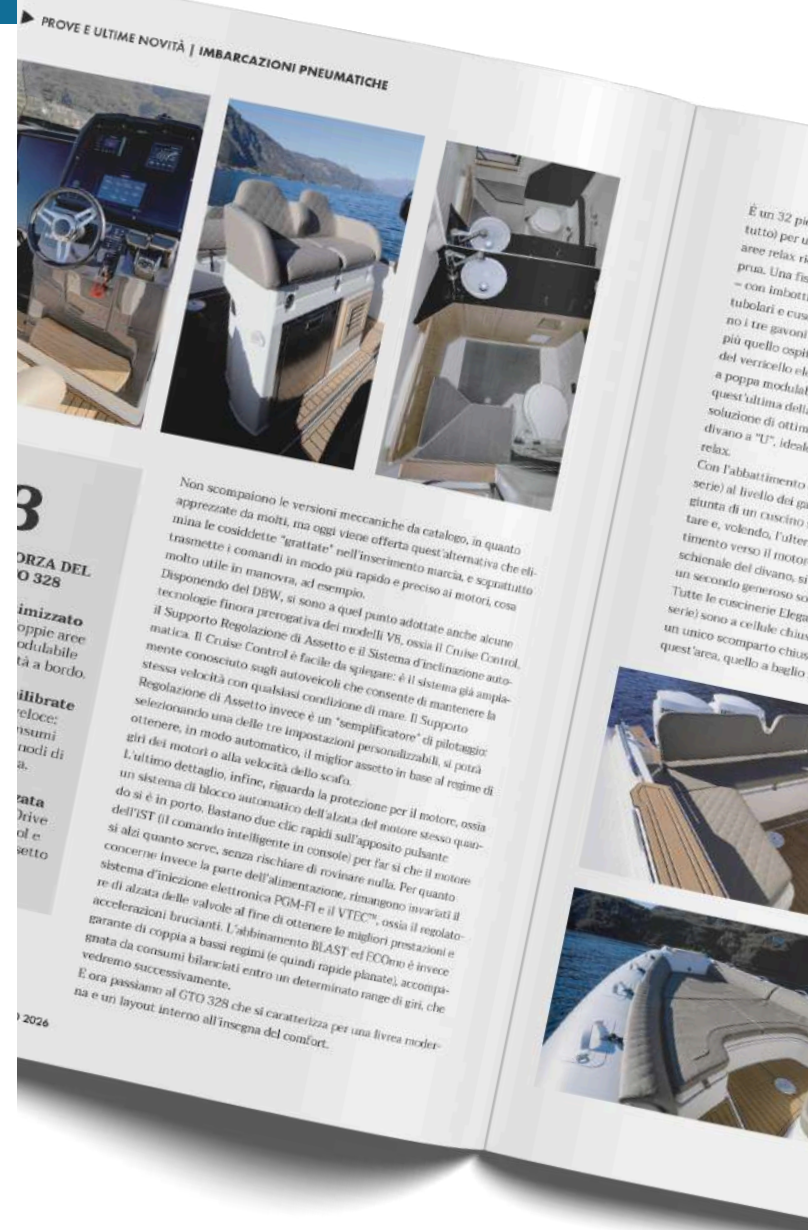 PROVE E ULTIME NOVITÀ | IMBARCAZIONI PNEUMATICHE
3
ORZA DEL
O 328
imizzato
oppie aree
odulabile
tà a bordo.
ilibrate
veloce:
nsumi
nodi di
a.
zata
Drive
ol e
setto
Non scompaiono le versioni meccaniche da catalogo, in quanto
apprezzate da molti, ma oggi viene offerta quest'alternativa che eli-
mina le cosiddette "grattate" nell'inserimento marcia, e soprattutto
trasmette i comandi in modo più rapido e preciso ai motori, cosa
molto utile in manovra, ad esempio.
Disponendo del DBW, si sono a quel punto adottate anche alcune
tecnologie finora prerogativa dei modelli V8, ossia il Cruise Control,
il Supporto Regolazione di Assetto e il Sistema d'inclinazione auto-
matica. Il Cruise Control è facile da spiegare: è il sistema già ampia-
mente conosciuto sugli autoveicoli che consente di mantenere la
stessa velocità con qualsiasi condizione di mare. Il Supporto
Regolazione di Assetto invece è un "semplificatore" di pilotaggio:
selezionando una delle tre impostazioni personalizzabili, si potrà
ottenere, in modo automatico, il miglior assetto in base al regime di
giri dei motori o alla velocità dello scafo.
L'ultimo dettaglio, infine, riguarda la protezione per il motore, ossia
un sistema di blocco automatico dell'alzata del motore stesso quan-
do si è in porto. Bastano due clic rapidi sull'apposito pulsante
dell'iST (il comando intelligente in console) per far sì che il motore
si alzi quanto serve, senza rischiare di rovinare nulla. Per quanto
concerne invece la parte dell'alimentazione, rimangono invariati il
sistema d'iniezione elettronica PGM-FI e il VTEC™, ossia il regolato-
re di alzata delle valvole al fine di ottenere le migliori prestazioni e
accelerazioni brucianti. L'abbinamento BLAST ed ECOmo è invece
garante di coppia a bassi regimi (e quindi rapide planate), accompa-
gnata da consumi bilanciati entro un determinato range di giri, che
vedremo successivamente.
E ora passiamo al GTO 328 che si caratterizza per una livrea moder-
na e un layout interno all'insegna del comfort.
2026
È un 32 pie
tutto) per u
aree relax ri
prua. Una fis
– con imbotti
tubolari e cusc
no i tre gavoni
più quello ospit
del verricello ele
a poppa modulab
quest'ultima della
soluzione di ottim
divano a "U", ideale
relax.
Con l'abbattimento
serie) al livello dei ga
giunta di un cuscino
tare e, volendo, l'ulter
timento verso il motor
schienale del divano, si
un secondo generoso so
Tutte le cuscinerie Elega
serie) sono a cellule chius
un unico scomparto chius
quest'area, quello a baglio